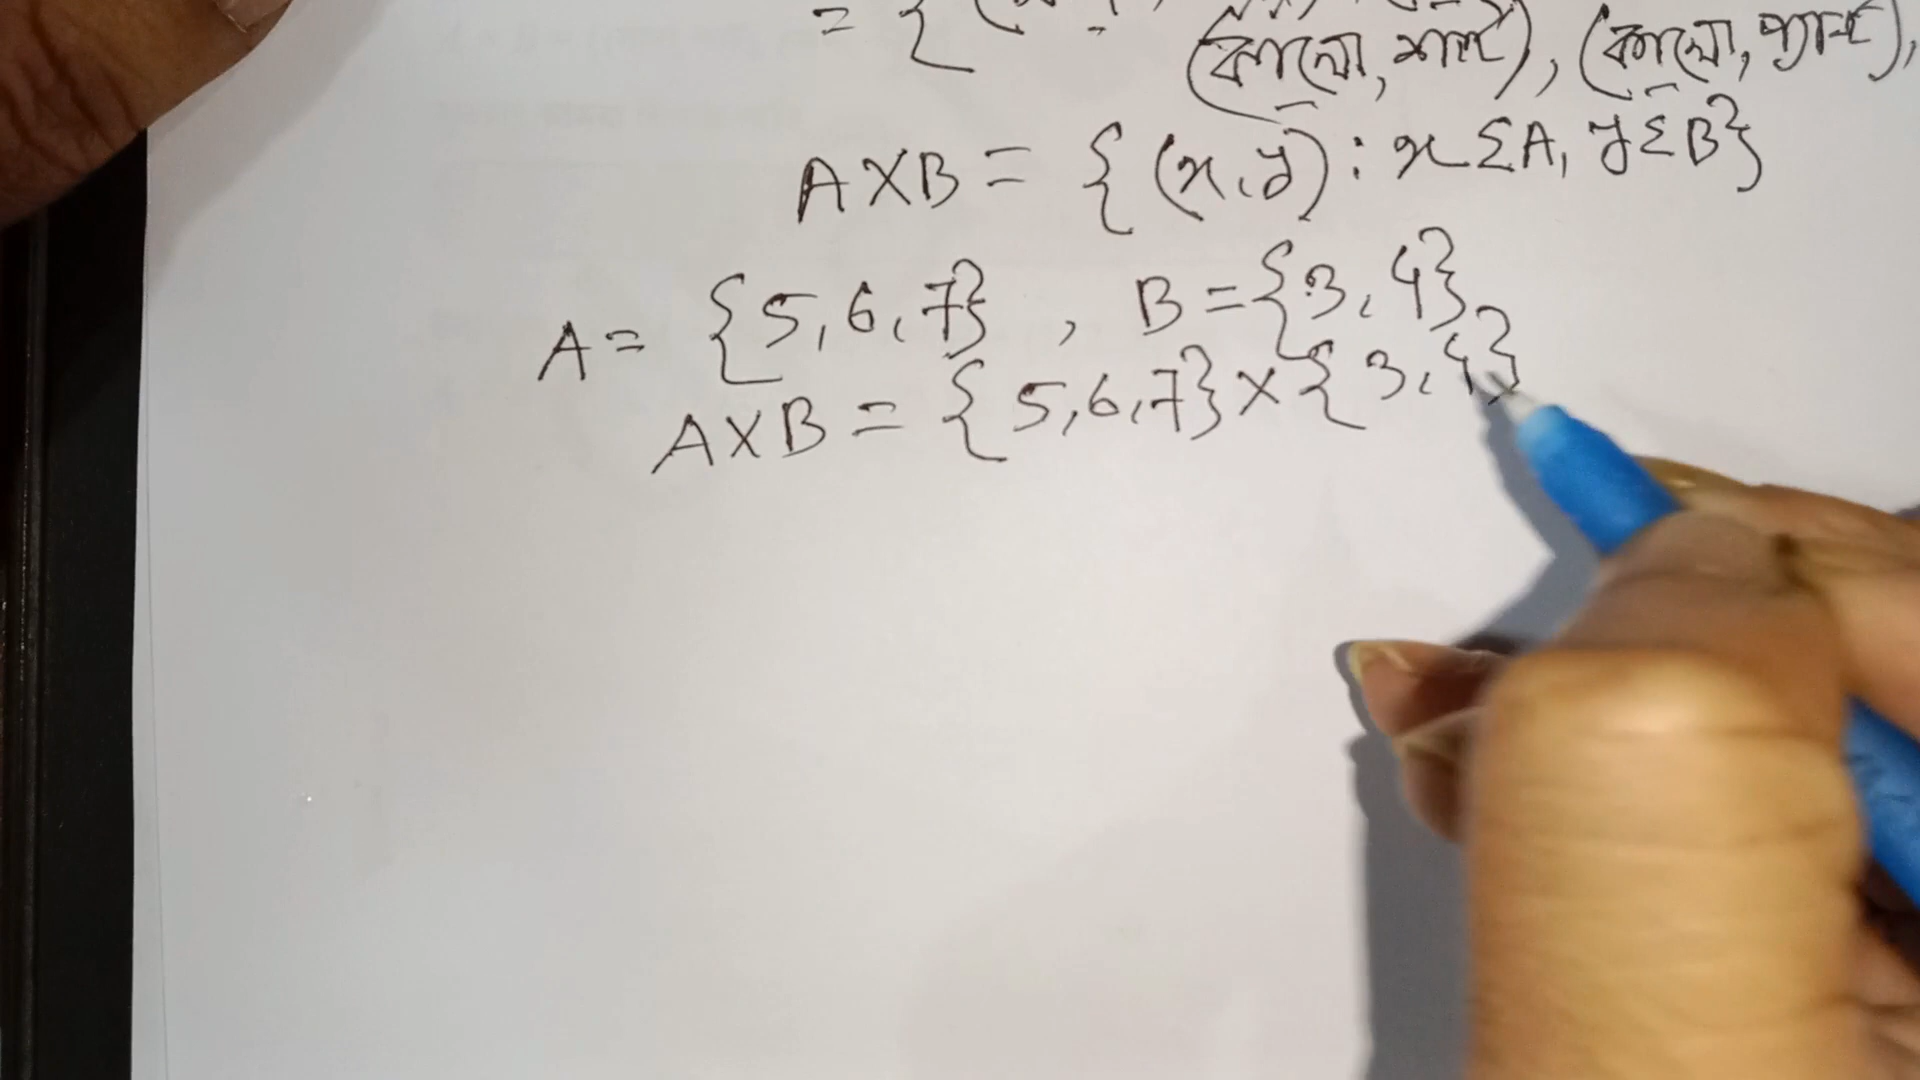 = {
(কালো, শার্ট), (কালো, প্যান্ট),
A×B = {(x,y) : x∑A, y∑B}
A = {5,6,7} , B = {3,4}
A×B = {5,6,7}×{3,4}